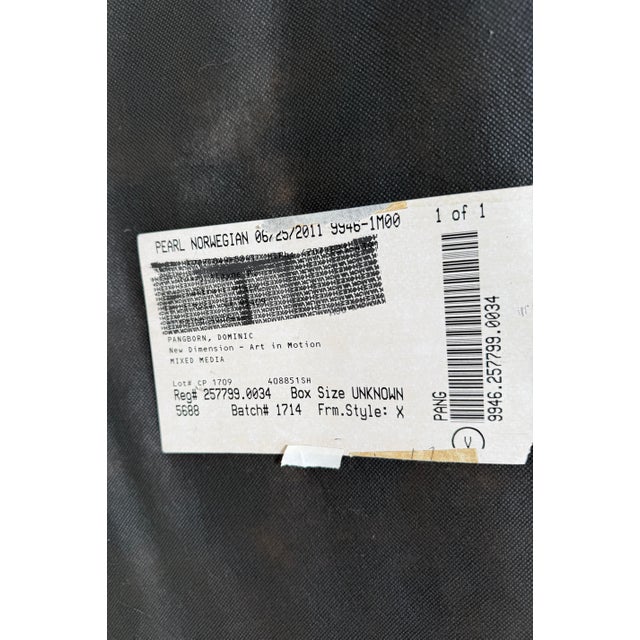 PEARL NORWEGIAN 06/25/2011 9946-1M00
1 of 1
PANGBORN, DOMINIC
New Dimension - Art in Motion
MIXED MEDIA
Lot# CP 1709 408851SH
Reg# 257799.0034 Box Size UNKNOWN
5688 Batch# 1714 Frm.Style: X
PANG
9946.257799.0034
V